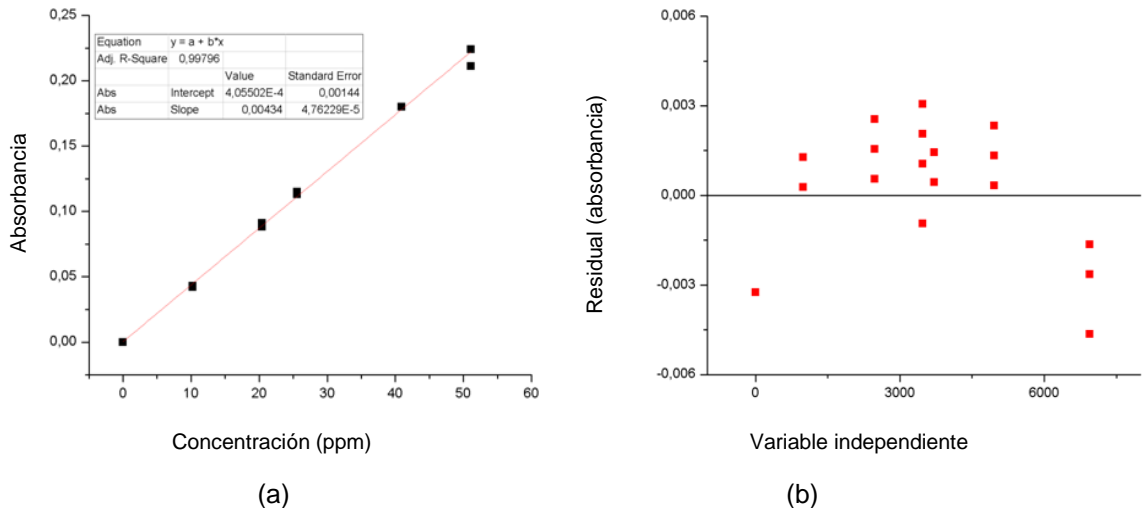 0,25
0,20
0,15
0,10
0,05
0,00
Absorbancia
Equation y = a + b*x
Adj. R-Square 0,99796
Value Standard Error
Abs Intercept 4,05502E-4 0,00144
Abs Slope 0,00434 4,76229E-5
0 10 20 30 40 50 60
Concentración (ppm)
(a)
0,006
0,003
0,000
-0,003
-0,006
Residual (absorbancia)
0 3000 6000
Variable independiente
(b)